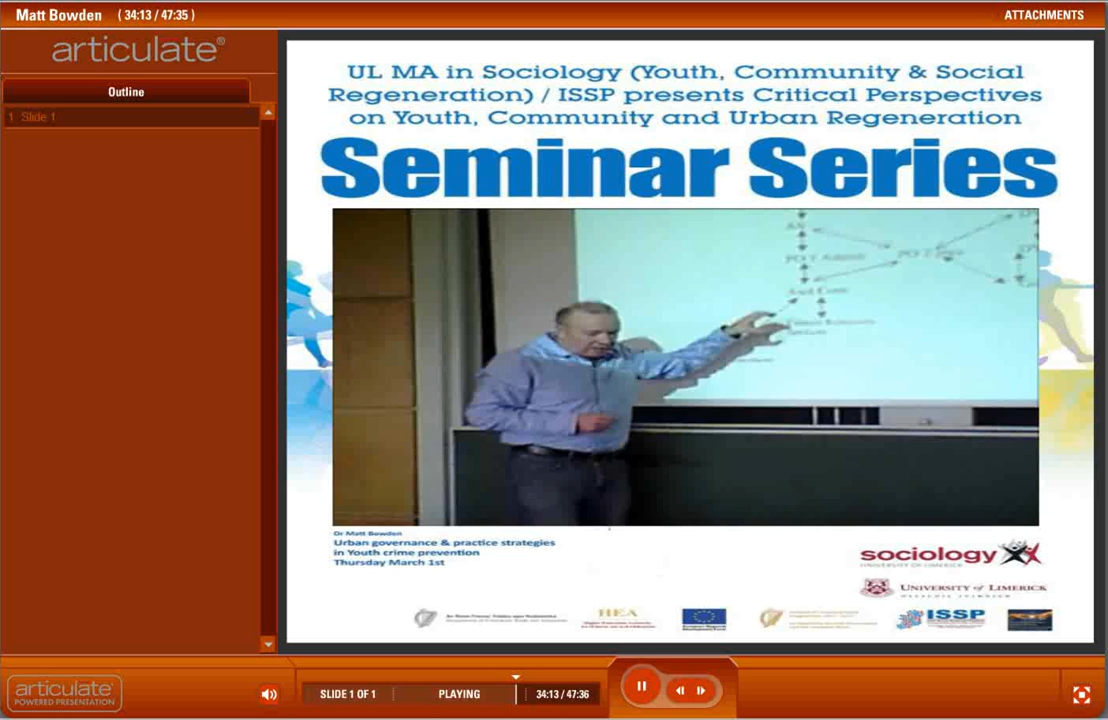 Matt Bowden ( 34:13 / 47:35 )
ATTACHMENTS
articulate®
Outline
1 Slide 1
UL MA in Sociology (Youth, Community & Social
Regeneration) / ISSP presents Critical Perspectives
on Youth, Community and Urban Regeneration
Seminar Series
Dr Matt Bowden
Urban governance & practice strategies
in Youth crime prevention
Thursday March 1st
sociology
UNIVERSITY OF LIMERICK
UNIVERSITY of LIMERICK
HEA
ISSP
articulate
POWERED PRESENTATION
SLIDE 1 OF 1
PLAYING
34:13 / 47:36